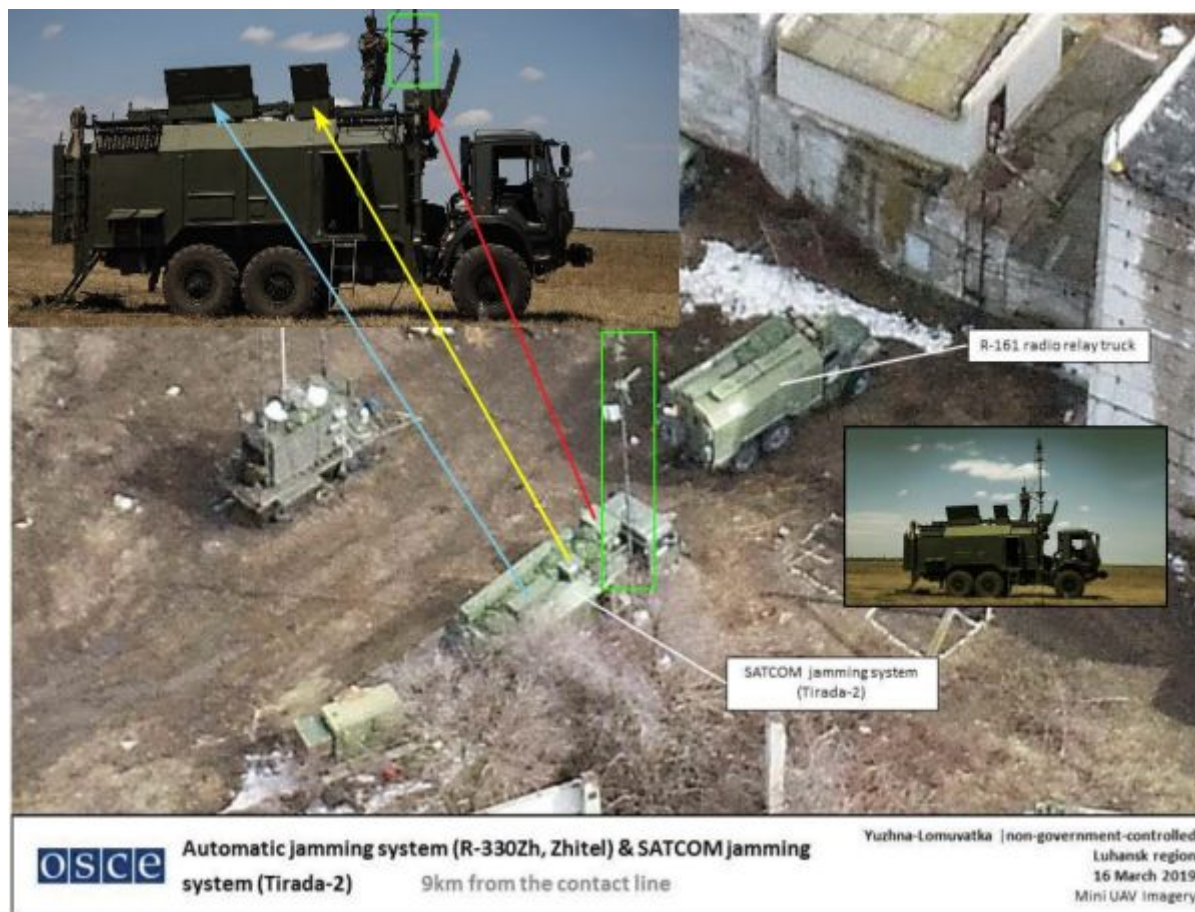 R-161 radio relay truck
SATCOM jamming system
(Tirada-2)
osce
Automatic jamming system (R-330Zh, Zhitel) & SATCOM jamming
system (Tirada-2) 9km from the contact line
Yuzhna-Lomuvatka |non-government-controlled
Luhansk region
16 March 2019
Mini UAV Imagery